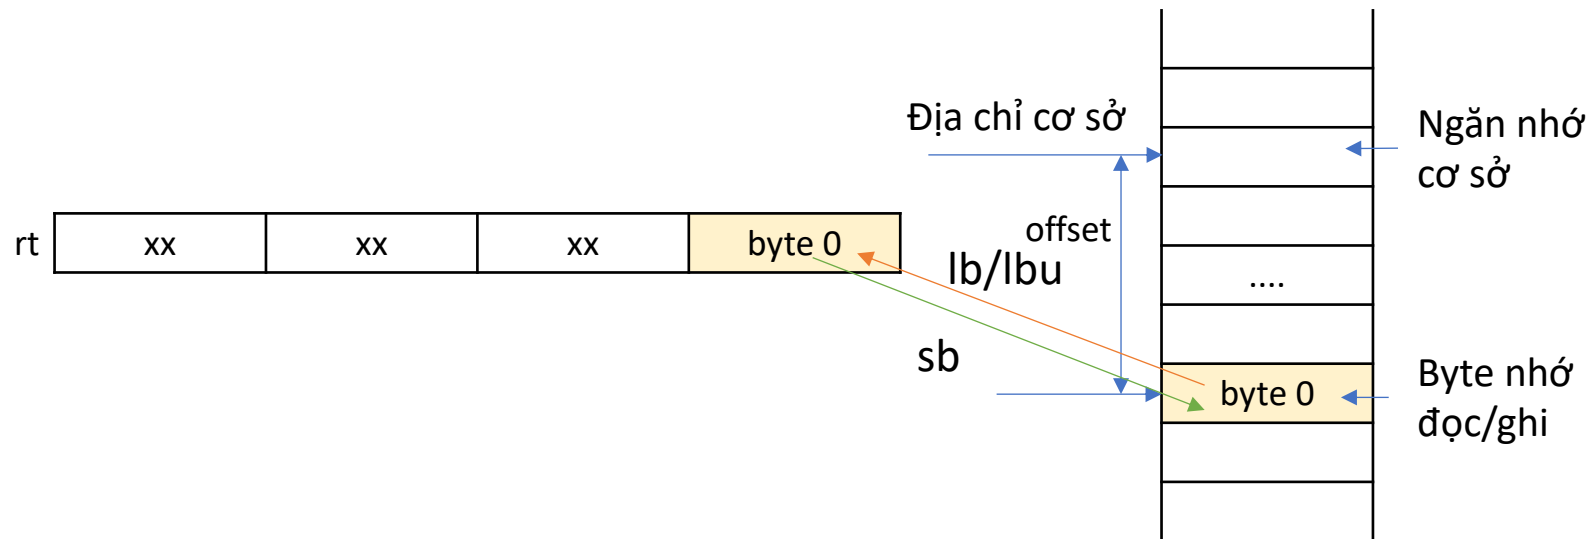 Địa chỉ cơ sở
Ngăn nhớ
cơ sở
rt
xx
xx
xx
byte 0
offset
lb/lbu
....
sb
byte 0
Byte nhớ
đọc/ghi